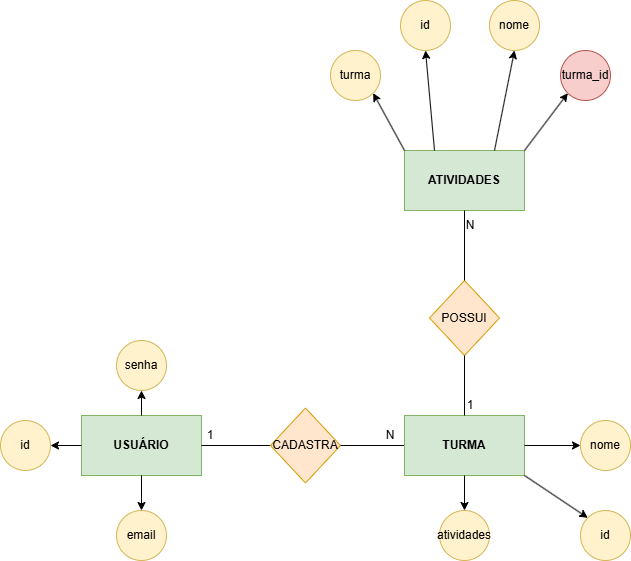 id
nome
turma
turma_id
ATIVIDADES
N
POSSUI
1
senha
id
USUÁRIO
1
CADASTRA
N
TURMA
nome
email
atividades
id